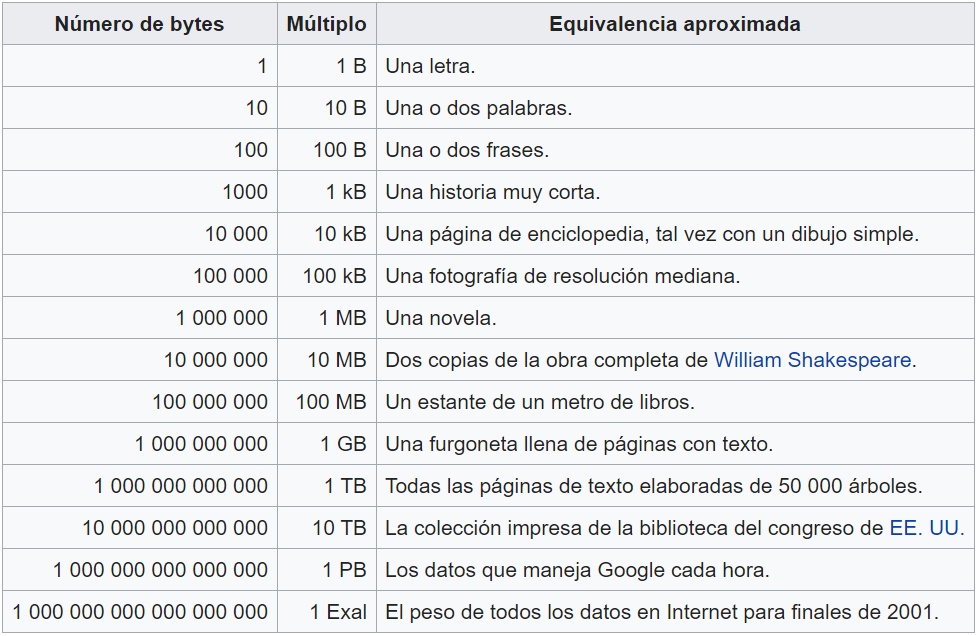 Número de bytes Múltiplo Equivalencia aproximada
1 1 B Una letra.
10 10 B Una o dos palabras.
100 100 B Una o dos frases.
1000 1 kB Una historia muy corta.
10 000 10 kB Una página de enciclopedia, tal vez con un dibujo simple.
100 000 100 kB Una fotografía de resolución mediana.
1 000 000 1 MB Una novela.
10 000 000 10 MB Dos copias de la obra completa de William Shakespeare.
100 000 000 100 MB Un estante de un metro de libros.
1 000 000 000 1 GB Una furgoneta llena de páginas con texto.
1 000 000 000 000 1 TB Todas las páginas de texto elaboradas de 50 000 árboles.
10 000 000 000 000 10 TB La colección impresa de la biblioteca del congreso de EE. UU.
1 000 000 000 000 000 1 PB Los datos que maneja Google cada hora.
1 000 000 000 000 000 000 1 Exal El peso de todos los datos en Internet para finales de 2001.